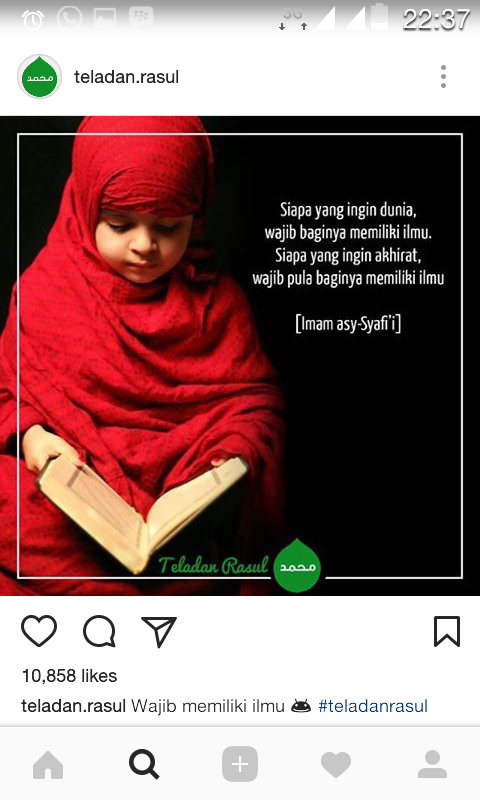 3G 22:37
محمد teladan.rasul
Siapa yang ingin dunia,
wajib baginya memiliki ilmu.
Siapa yang ingin akhirat,
wajib pula baginya memiliki ilmu
[Imam asy-Syafi'i]
Teladan Rasul محمد
10,858 likes
teladan.rasul Wajib memiliki ilmu #teladanrasul